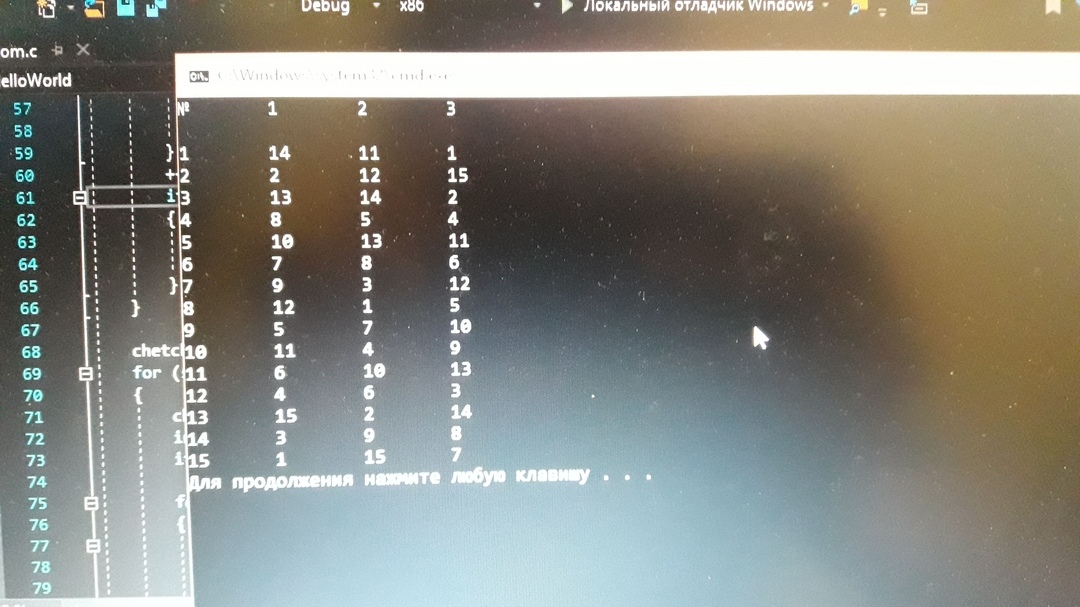 Debug x86 Локальный отладчик Windows
om.c
elloWorld
C:\Windows\system32\cmd.exe
57 № 1 2 3
58
59 } 1 14 11 1
60 + 2 2 12 15
61 i 3 13 14 2
62 { 4 8 5 4
63 5 10 13 11
64 6 7 8 6
65 } 7 9 3 12
66 } 8 12 1 5
67 9 5 7 10
68 chetc 10 11 4 9
69 for ( 11 6 10 13
70 { 12 4 6 3
71 c 13 15 2 14
72 i 14 3 9 8
73 i 15 1 15 7
74 Для продолжения нажмите любую клавишу . . .
75 f
76 {
77
78
79